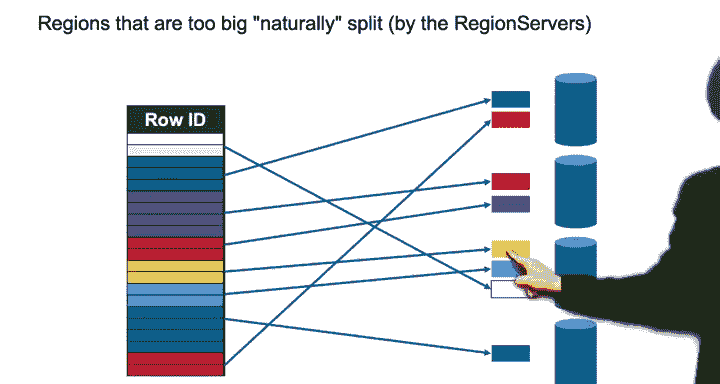 Regions that are too big "naturally" split (by the RegionServers)
Row ID